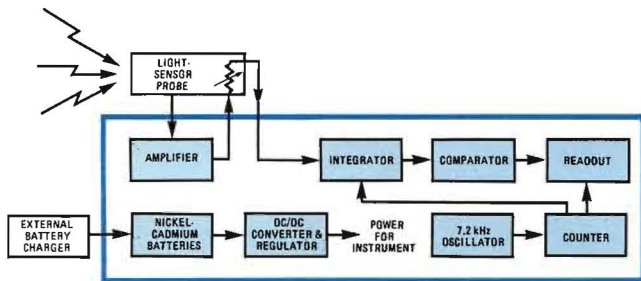 LIGHT-
SENSOR
PROBE
AMPLIFIER
INTEGRATOR
COMPARATOR
READOUT
EXTERNAL
BATTERY
CHARGER
NICKEL-
CADMIUM
BATTERIES
DC/DC
CONVERTER &
REGULATOR
POWER
FOR
INSTRUMENT
7.2 kHz
OSCILLATOR
COUNTER